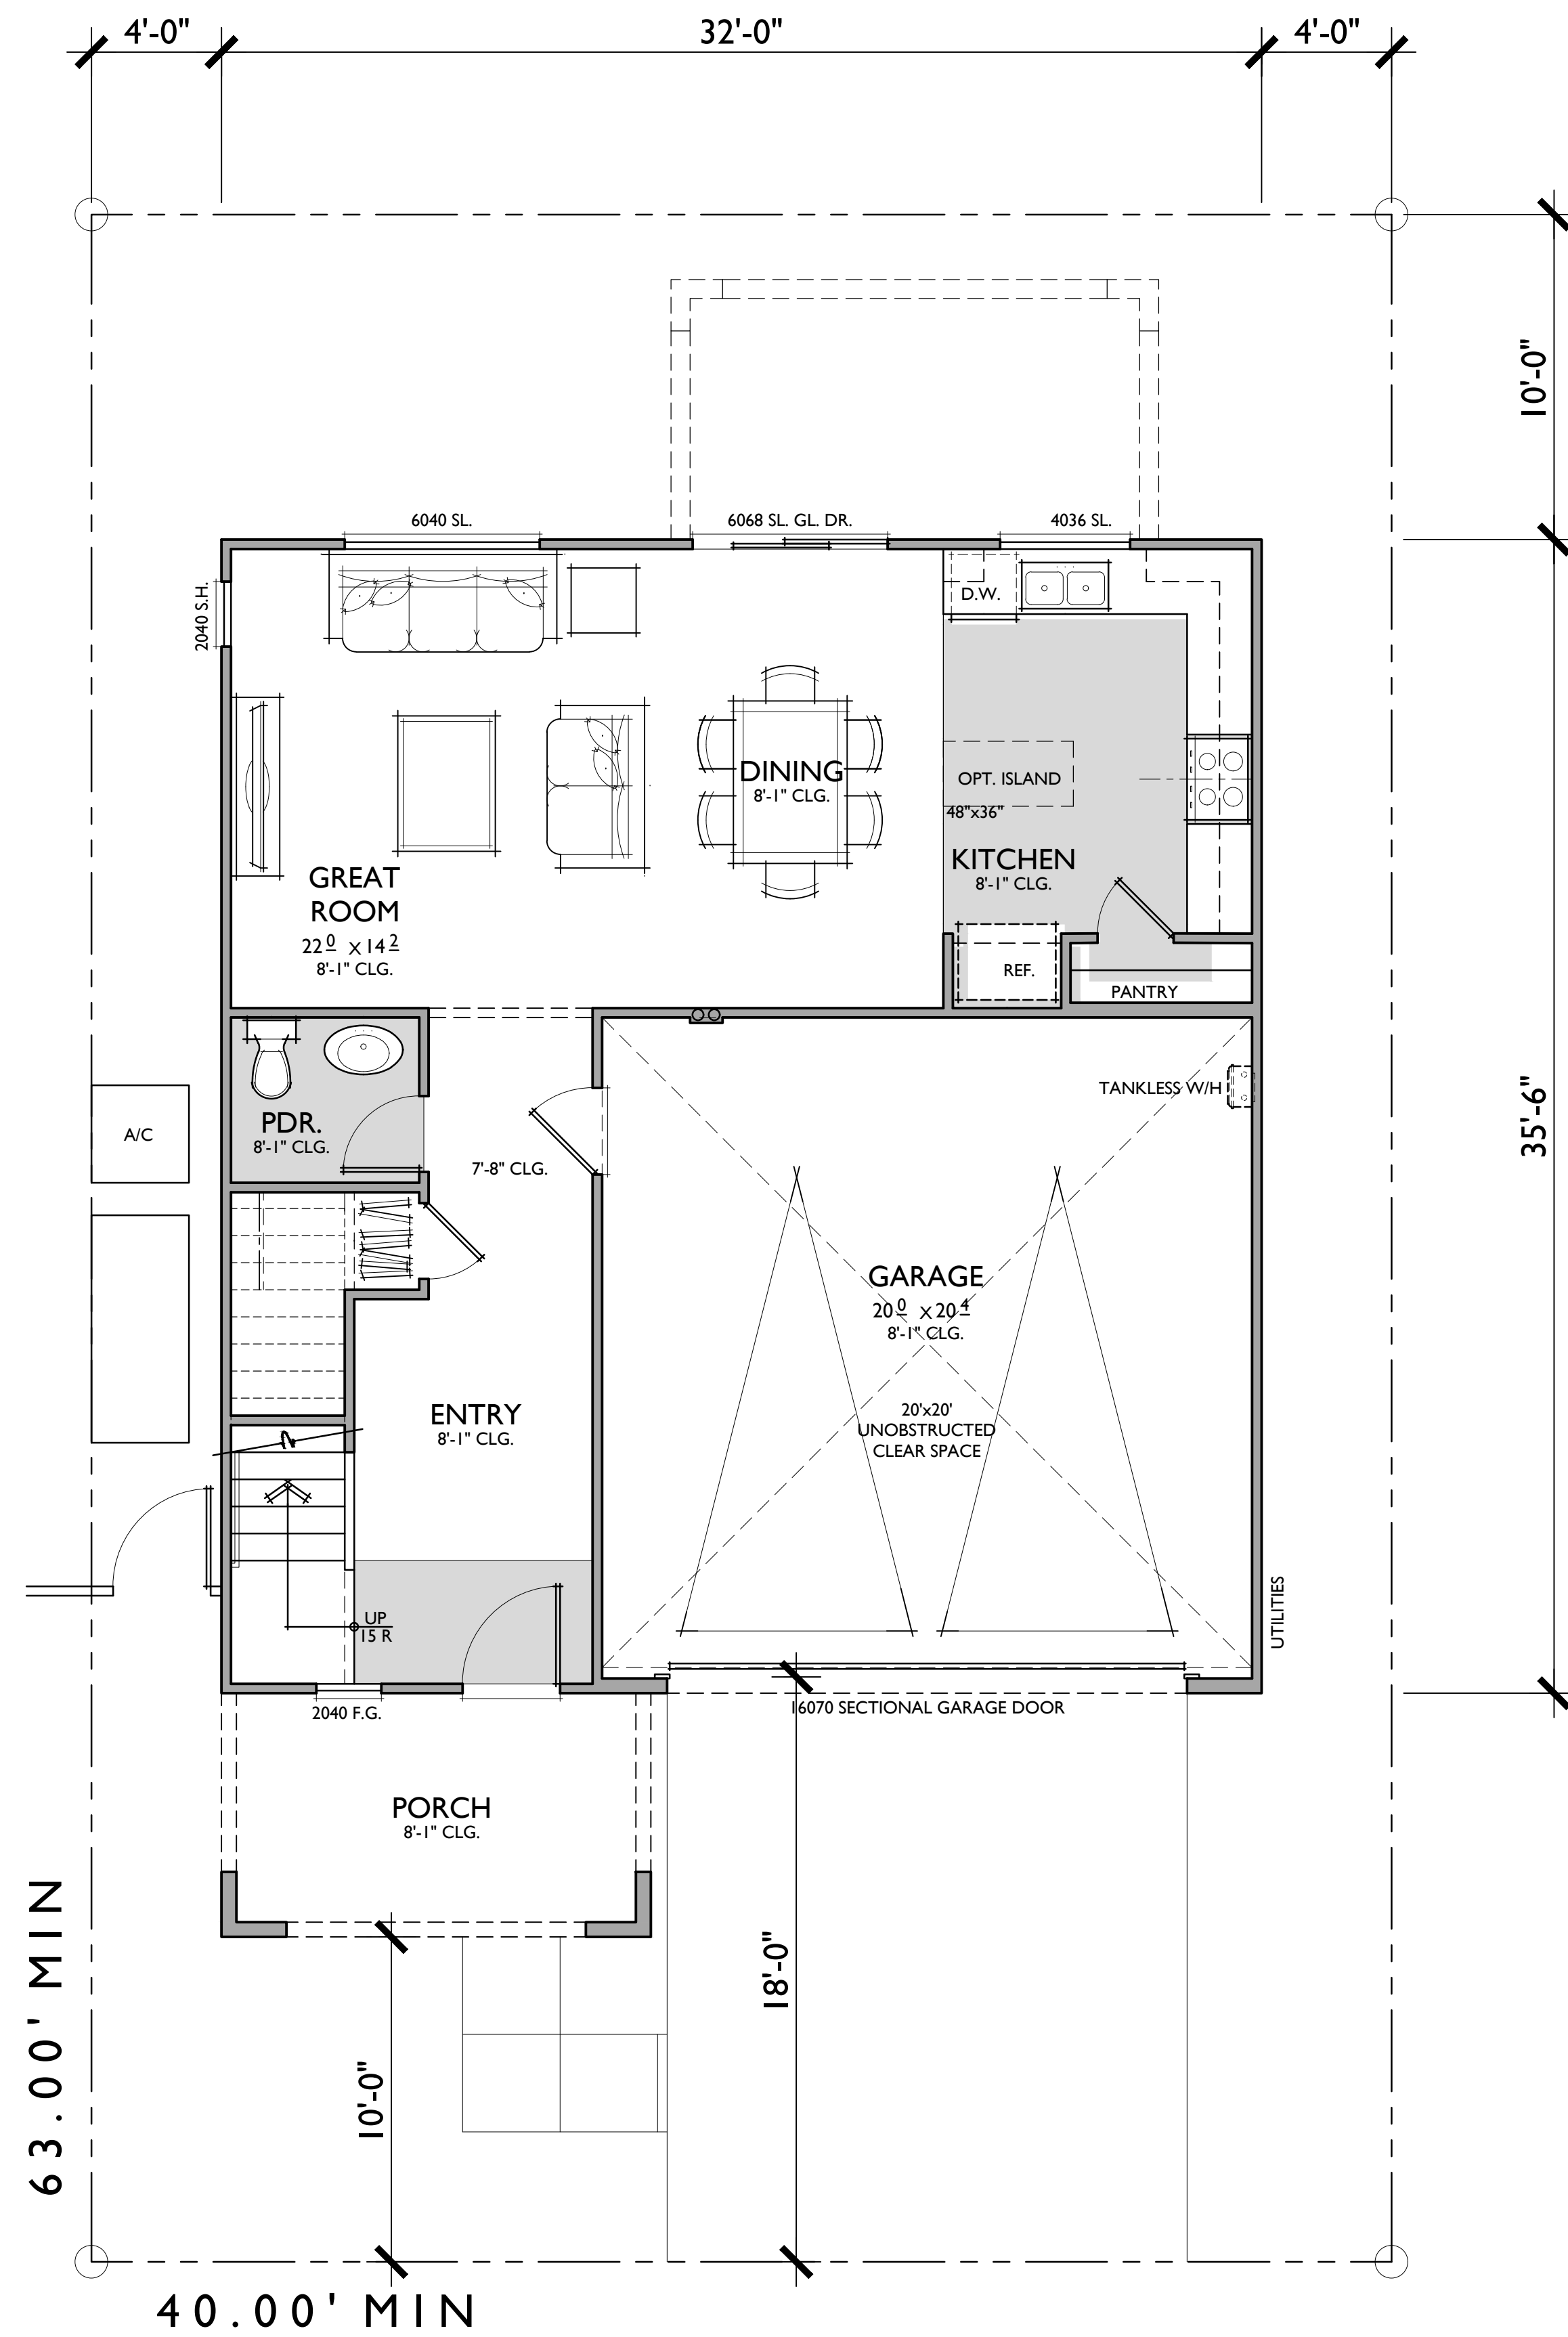 4'-0"
32'-0"
4'-0"
10'-0"
6040 SL.
6068 SL. GL. DR.
4036 SL.
2040 S.H.
D.W.
DINING
8'-1" CLG.
OPT. ISLAND
48"x36"
KITCHEN
8'-1" CLG.
GREAT
ROOM
22 0 X 14 2
8'-1" CLG.
REF.
PANTRY
35'-6"
TANKLESS W/H
A/C
PDR.
8'-1" CLG.
7'-8" CLG.
GARAGE
20 0 X 20 4
8'-1" CLG.
20'x20'
UNOBSTRUCTED
CLEAR SPACE
ENTRY
8'-1" CLG.
UP
15 R
UTILITIES
2040 F.G.
16070 SECTIONAL GARAGE DOOR
PORCH
8'-1" CLG.
18'-0"
10'-0"
63.00' MIN
40.00' MIN